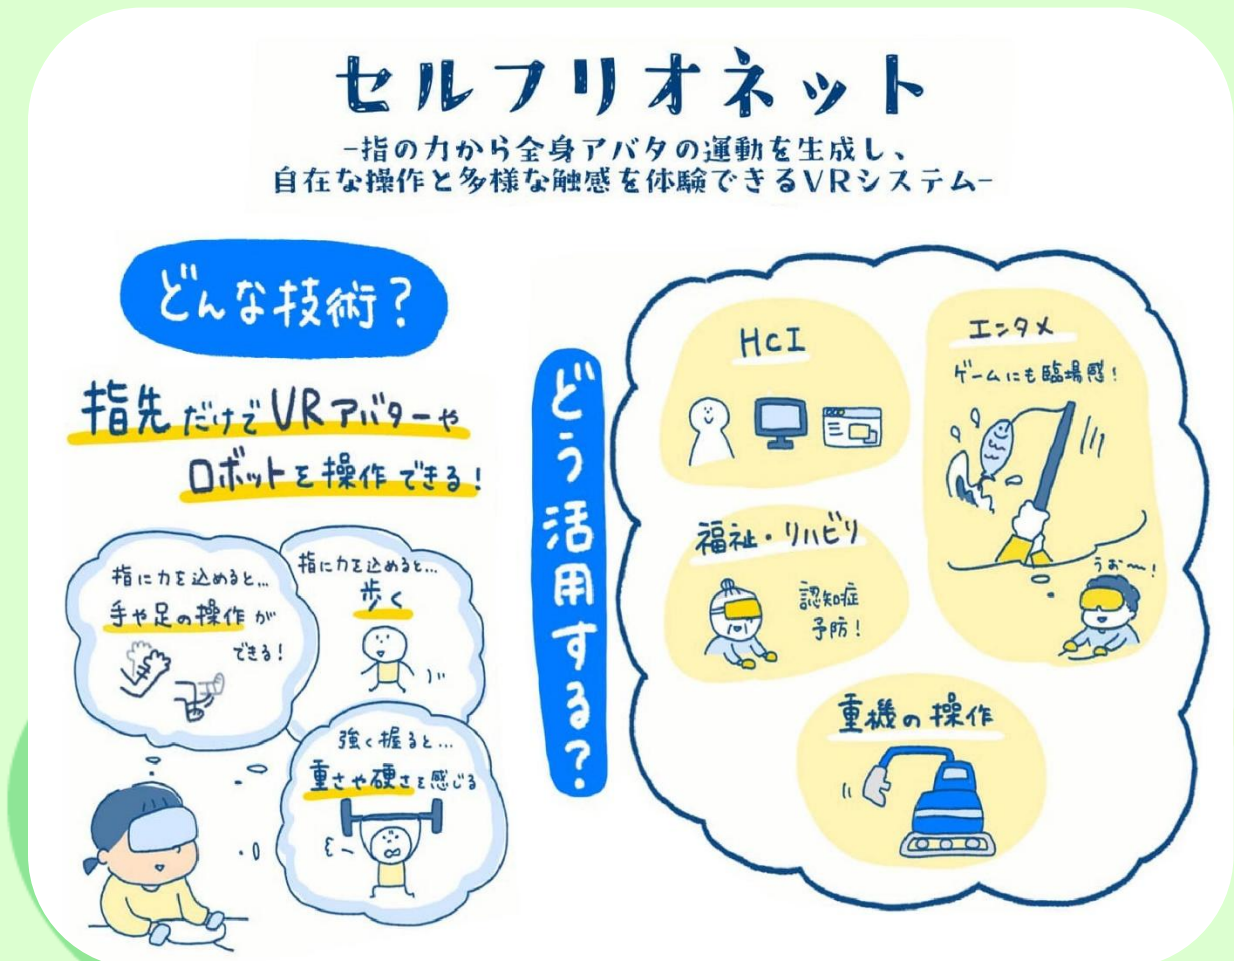 セルフリオネット
-指の力から全身アバタの運動を生成し、
自在な操作と多様な触感を体験できるVRシステム-
どんな技術?
指先だけでVRアバターや
ロボットを操作できる!
指に力を込めると…
手や足の操作が
できる!
指に力を込めると…
歩く
強く握ると…
重さや硬さを感じる
どう活用する?
HCI
エンタメ
ゲームにも臨場感!
うお〜!
福祉・リハビリ
認知症
予防!
重機の操作